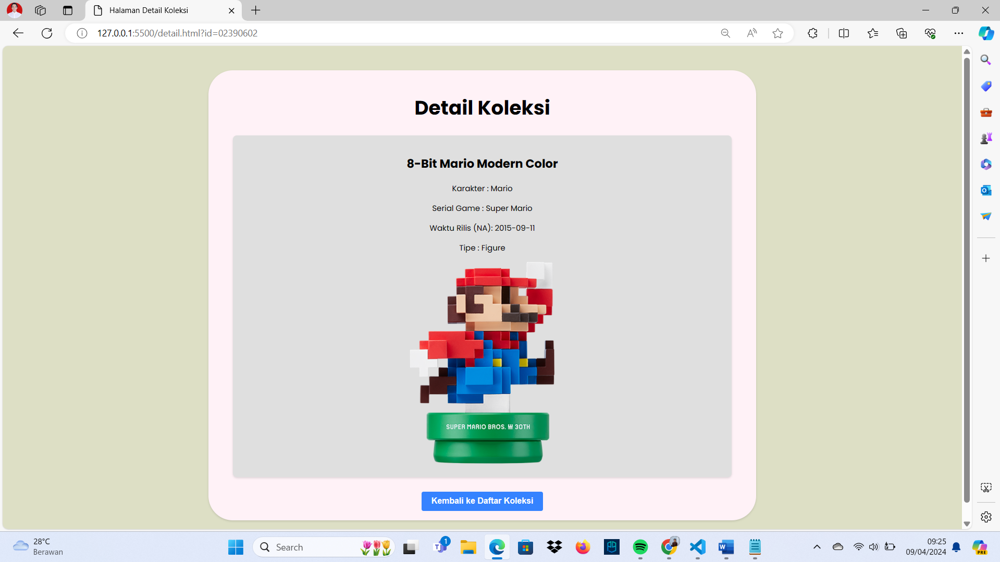 Halaman Detail Koleksi
127.0.0.1:5500/detail.html?id=02390602
Detail Koleksi
8-Bit Mario Modern Color
Karakter : Mario
Serial Game : Super Mario
Waktu Rilis (NA): 2015-09-11
Tipe : Figure
SUPER MARIO BROS. 30TH
Kembali ke Daftar Koleksi
28°C
Berawan
Search
1
09:25
09/04/2024
PRE